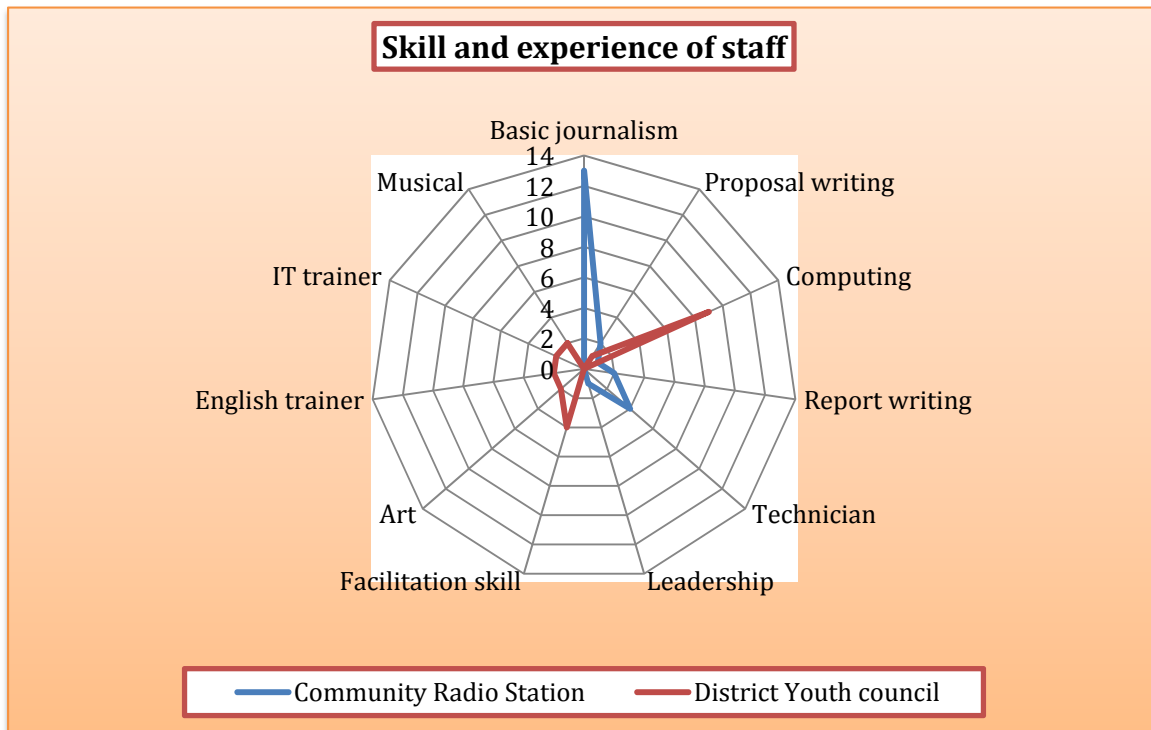 Skill and experience of staff
Basic journalism
14
12
10
8
6
4
2
0
Proposal writing
Computing
Report writing
Technician
Leadership
Facilitation skill
Art
English trainer
IT trainer
Musical
Community Radio Station
District Youth council